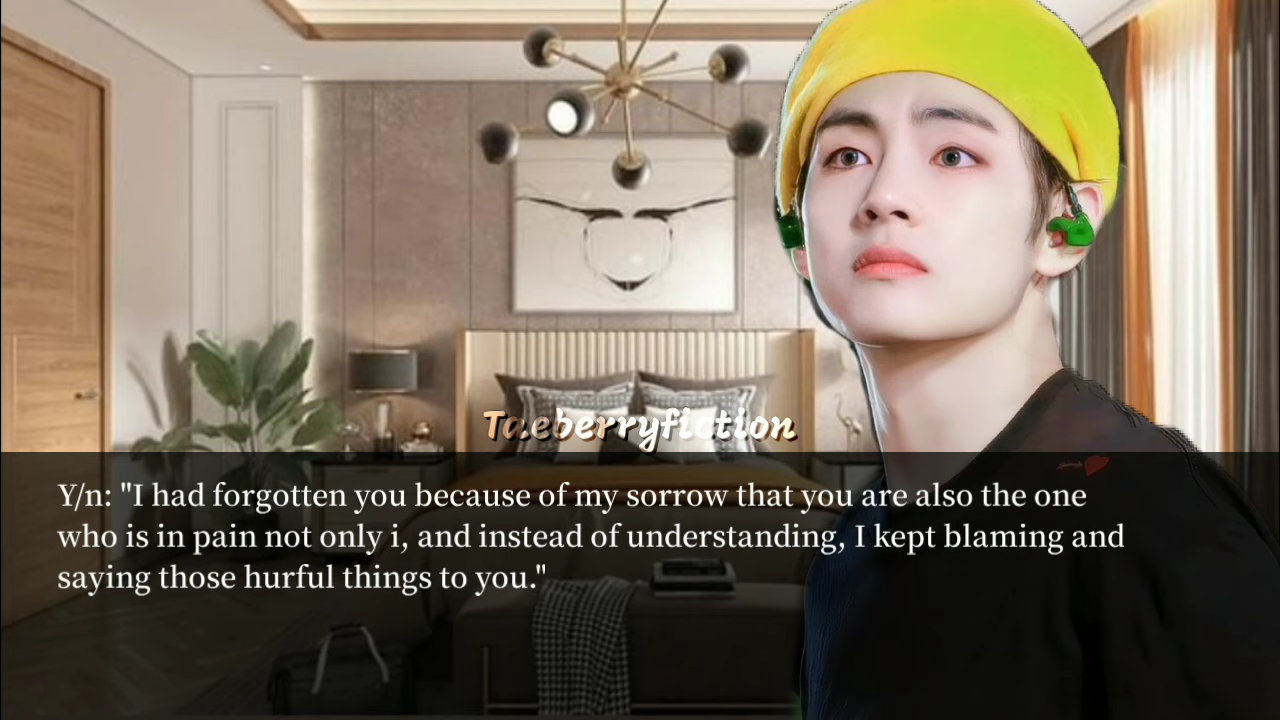 Taeberryfiction
Y/n: "I had forgotten you because of my sorrow that you are also the one
who is in pain not only i, and instead of understanding, I kept blaming and
saying those hurful things to you."